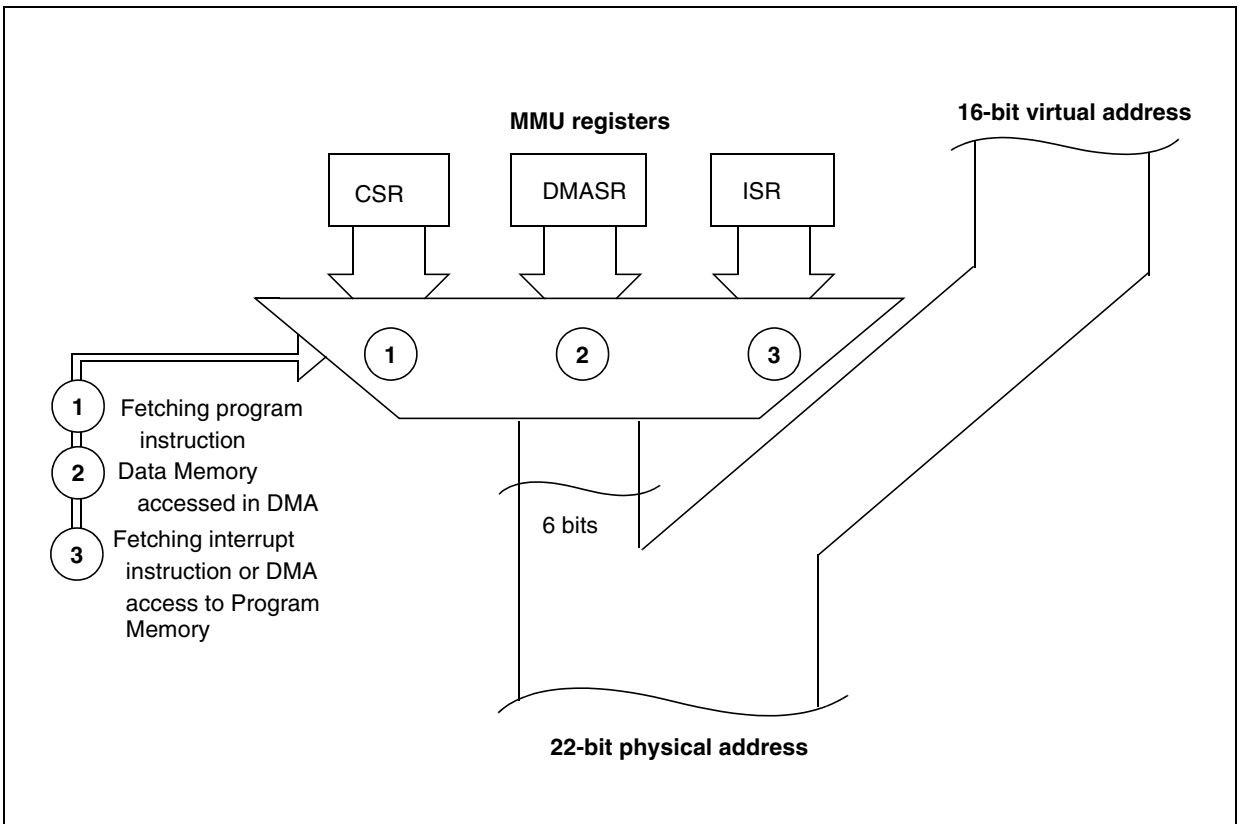 MMU registers
16-bit virtual address
CSR
DMASR
ISR
1
2
3
1
Fetching program
instruction
2
Data Memory
accessed in DMA
3
Fetching interrupt
instruction or DMA
access to Program
Memory
6 bits
22-bit physical address